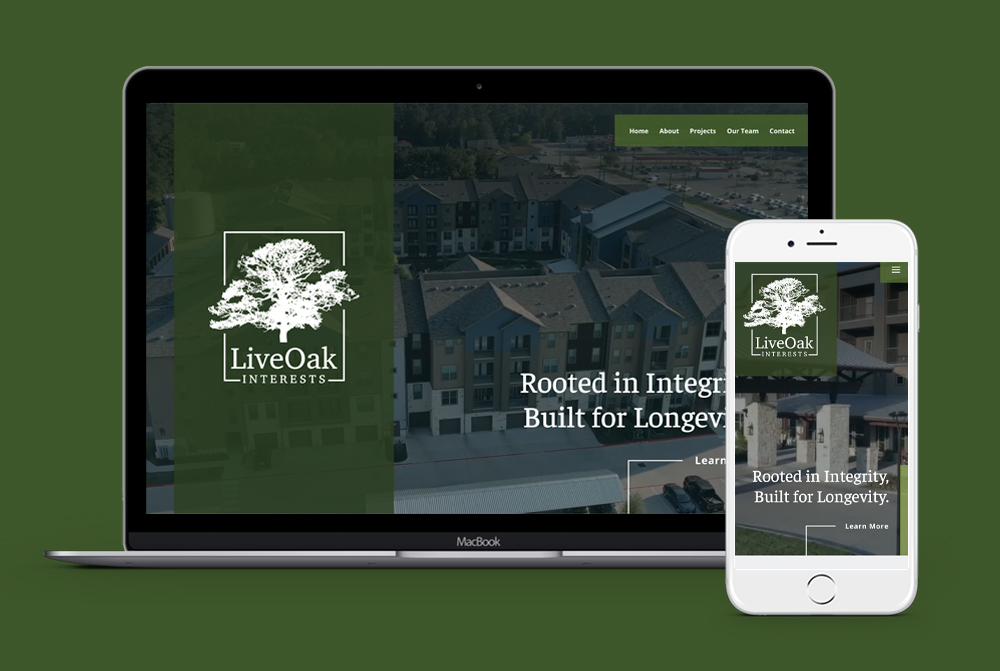 Home About Projects Our Team Contact
LiveOak
INTERESTS
Rooted in Integri
Built for Longevi
Learn
MacBook
LiveOak
INTERESTS
Rooted in Integrity,
Built for Longevity.
Learn More